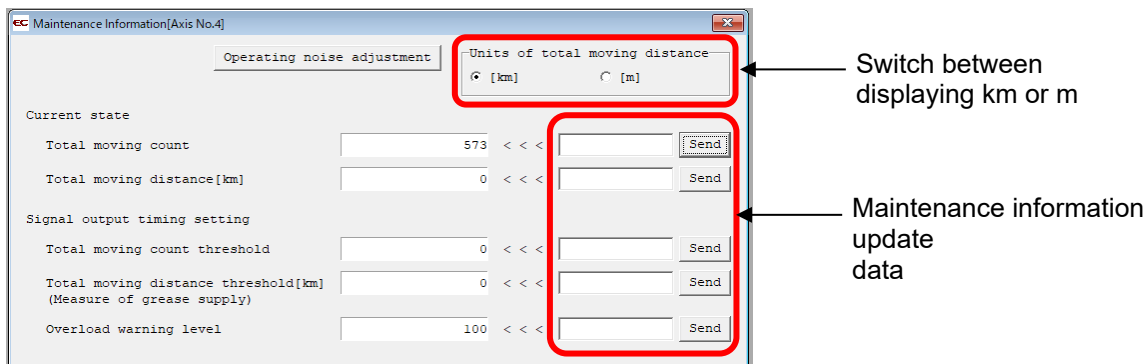 EC Maintenance Information[Axis No.4]
Operating noise adjustment
Units of total moving distance
[km] [m]
Switch between
displaying km or m
Current state
Total moving count 573 < < < Send
Total moving distance[km] 0 < < < Send
Signal output timing setting
Maintenance information
update
data
Total moving count threshold 0 < < < Send
Total moving distance threshold[km] 0 < < < Send
(Measure of grease supply)
Overload warning level 100 < < < Send